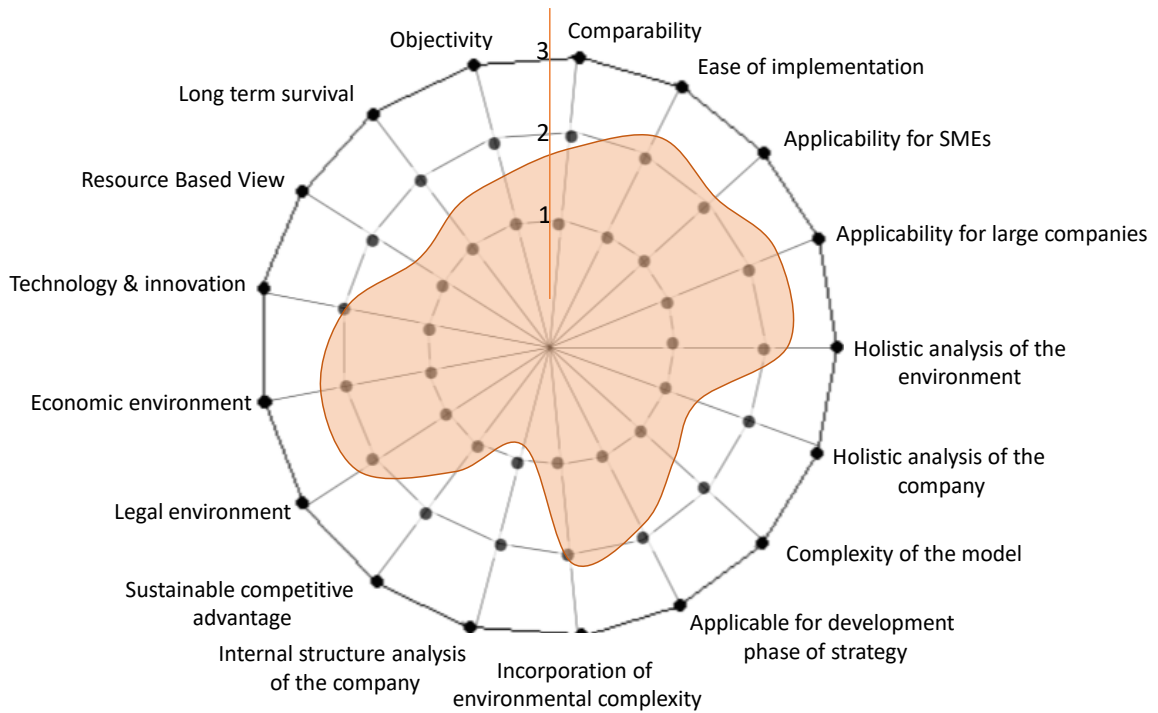 Objectivity
Comparability
3
Ease of implementation
Long term survival
2
Applicability for SMEs
Resource Based View
1
Applicability for large companies
Technology & innovation
Holistic analysis of the
environment
Economic environment
Holistic analysis of the
company
Legal environment
Complexity of the model
Sustainable competitive
advantage
Applicable for development
phase of strategy
Internal structure analysis
of the company
Incorporation of
environmental complexity